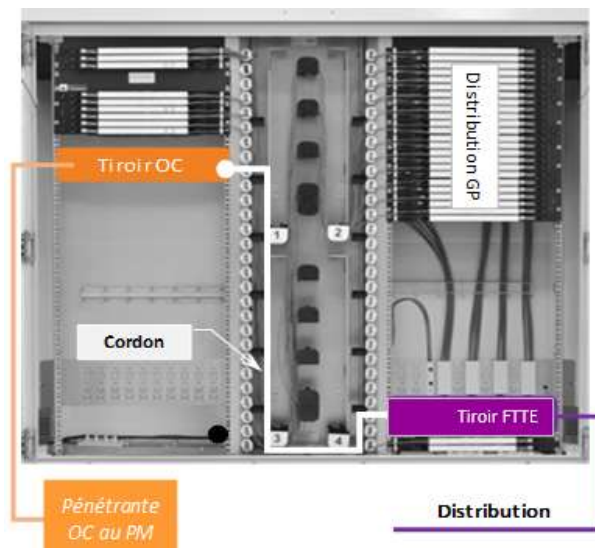 Tiroir OC
Distribution GP
1
2
Cordon
3
4
Tiroir FTTE
Pénétrante
OC au PM
Distribution